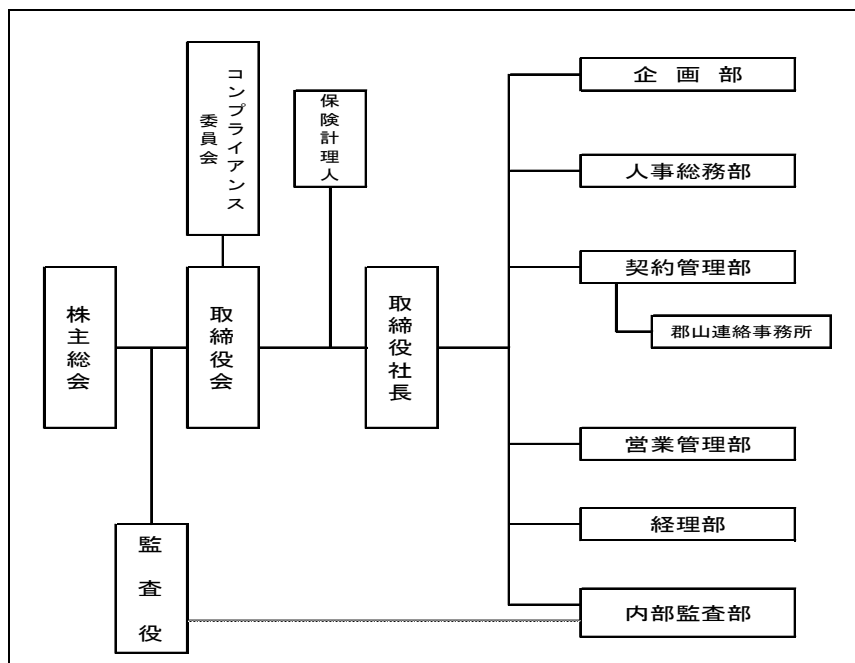 コンプライアンス
委員会
保険計理人
株主総会
取締役会
取締役社長
監査役
企画部
人事総務部
契約管理部
郡山連絡事務所
営業管理部
経理部
内部監査部